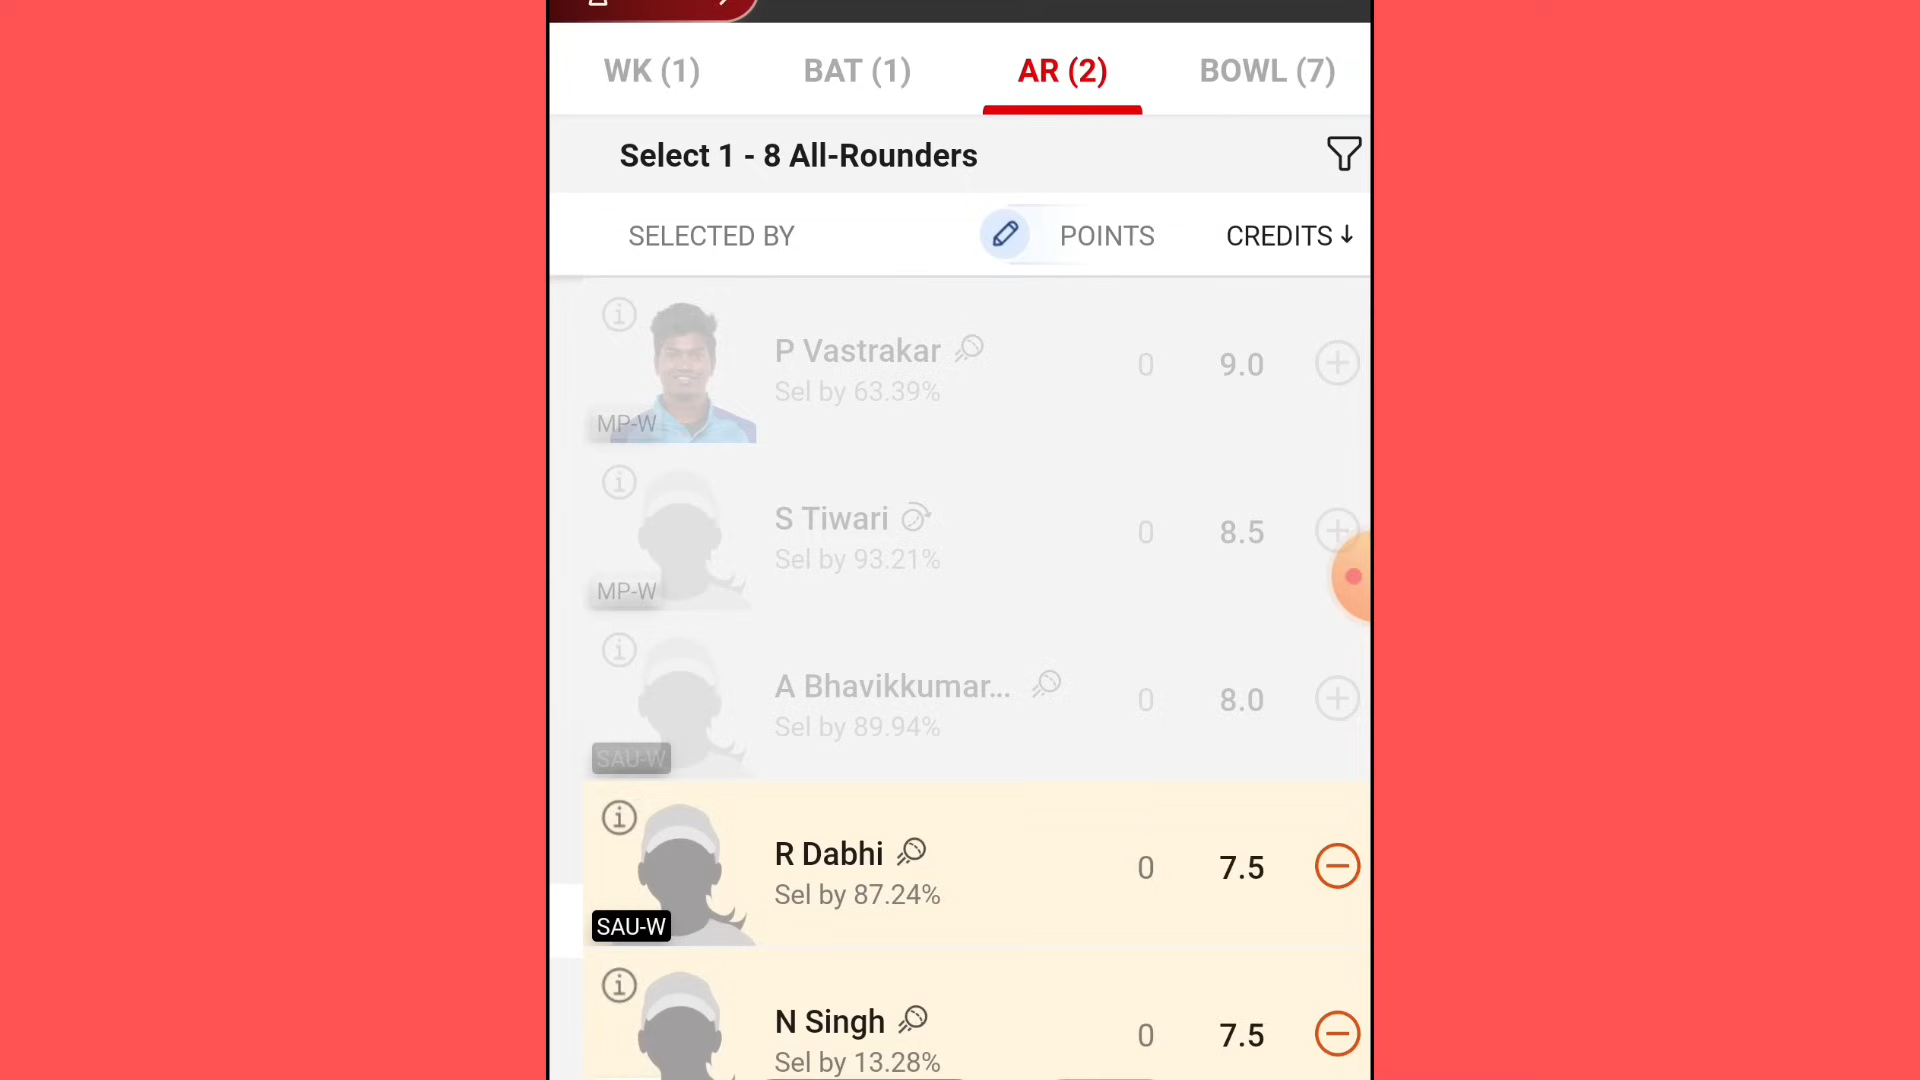 WK (1) BAT (1) AR (2) BOWL (7)
Select 1 - 8 All-Rounders
SELECTED BY POINTS CREDITS ↓
P Vastrakar 0 9.0
Sel by 63.39%
MP-W
S Tiwari 0 8.5
Sel by 93.21%
MP-W
A Bhavikkumar... 0 8.0
Sel by 89.94%
SAU-W
R Dabhi 0 7.5
Sel by 87.24%
SAU-W
N Singh 0 7.5
Sel by 13.28%